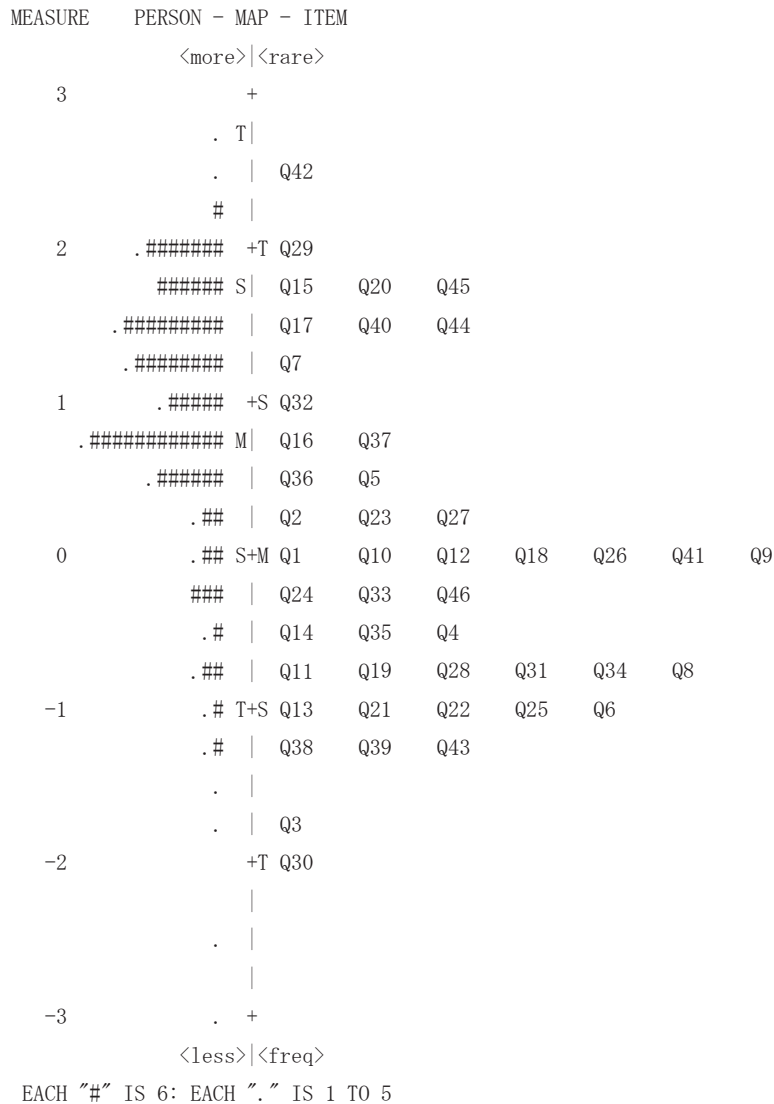 MEASURE    PERSON - MAP - ITEM
                     <more>|<rare>
    3                      +
                       . T|
                       .  |  Q42
                       #  |
    2           .#######  +T Q29
                  ###### S|  Q15     Q20     Q45
             .#########  |  Q17     Q40     Q44
              .########  |  Q7
    1             .#####  +S Q32
         .############ M|  Q16     Q37
                .######  |  Q36     Q5
                    .##  |  Q2      Q23     Q27
    0               .## S+M Q1      Q10     Q12     Q18     Q26     Q41     Q9
                    ###  |  Q24     Q33     Q46
                     .#  |  Q14     Q35     Q4
                    .##  |  Q11     Q19     Q28     Q31     Q34     Q8
   -1                .# T+S Q13     Q21     Q22     Q25     Q6
                     .#  |  Q38     Q39     Q43
                      .  |
                      .  |  Q3
   -2                     +T Q30
                          |
                      .  |
                          |
   -3                 .  +
                     <less>|<freq>
EACH "#" IS 6: EACH "." IS 1 TO 5